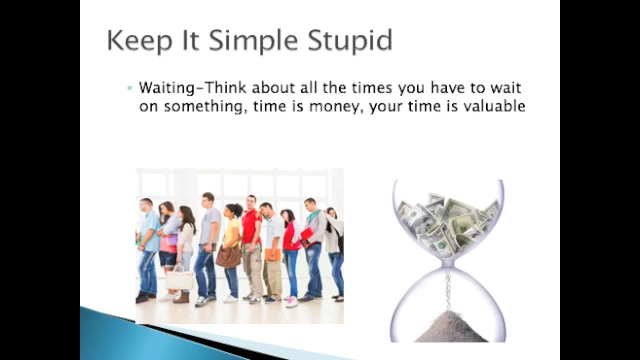 Keep It Simple Stupid
Waiting-Think about all the times you have to wait
on something, time is money, your time is valuable